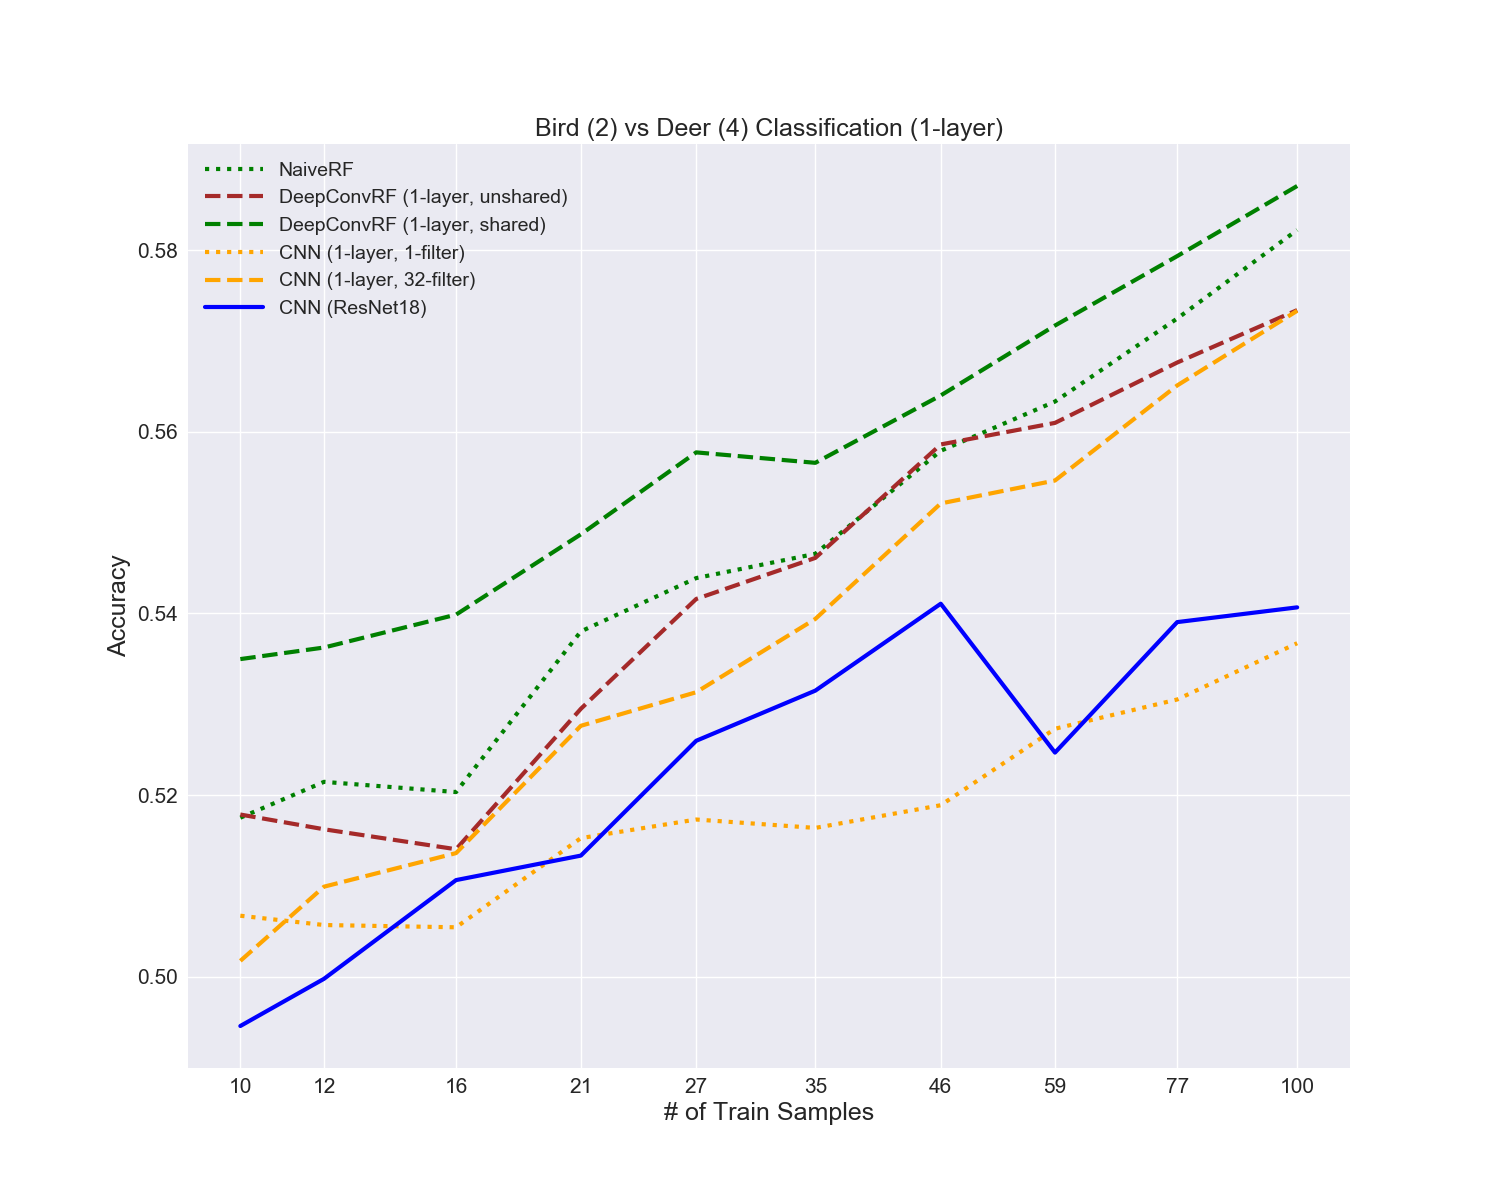 Bird (2) vs Deer (4) Classification (1-layer)
NaiveRF
DeepConvRF (1-layer, unshared)
DeepConvRF (1-layer, shared)
CNN (1-layer, 1-filter)
CNN (1-layer, 32-filter)
CNN (ResNet18)
0.58
0.56
0.54
0.52
0.50
Accuracy
10 12 16 21 27 35 46 59 77 100
# of Train Samples